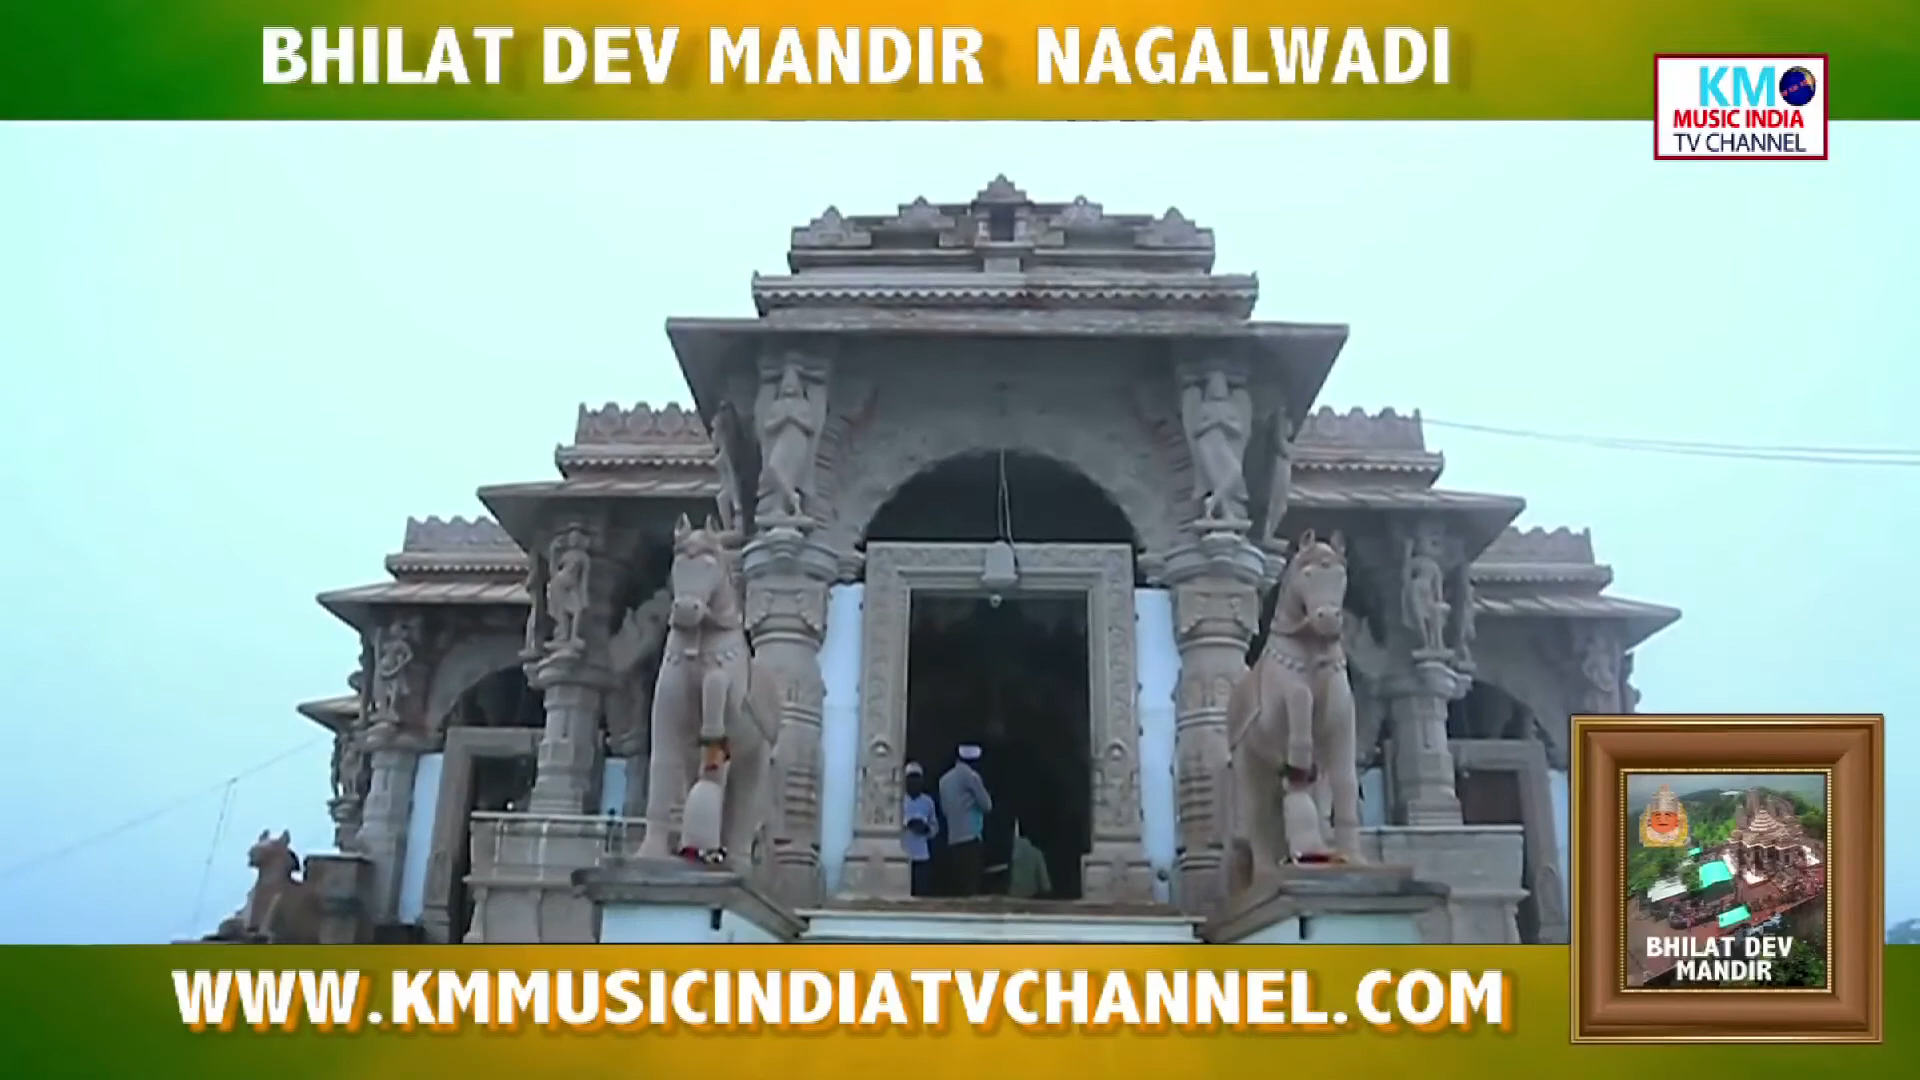 BHILAT DEV MANDIR NAGALWADI
KM
MUSIC INDIA
TV CHANNEL
BHILAT DEV
MANDIR
WWW.KMMUSICINDIATVCHANNEL.COM